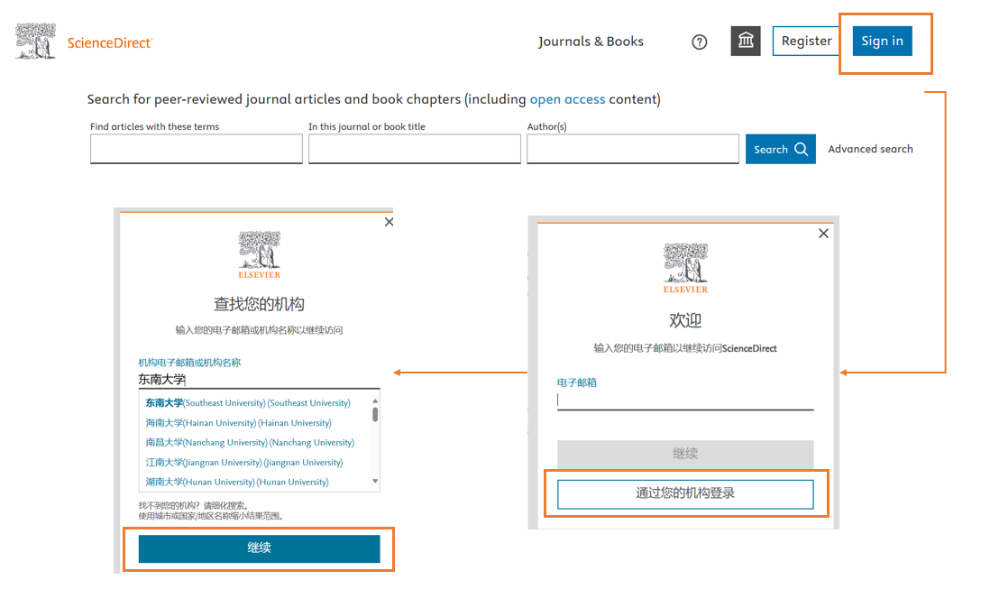 ScienceDirect
Journals & Books
?
Register
Sign in
Search for peer-reviewed journal articles and book chapters (including open access content)
Find articles with these terms
In this journal or book title
Author(s)
Search
Advanced search
ELSEVIER
查找您的机构
输入您的电子邮箱或机构名称以继续访问
机构电子邮箱或机构名称
东南大学
东南大学(Southeast University) (Southeast University)
海南大学(Hainan University) (Hainan University)
南昌大学(Nanchang University) (Nanchang University)
江南大学(Jiangnan University) (Jiangnan University)
湖南大学(Hunan University) (Hunan University)
找不到您的机构？请细化搜索。
使用城市或国家/地区名称缩小结果范围。
继续
ELSEVIER
欢迎
输入您的电子邮箱以继续访问ScienceDirect
电子邮箱
继续
通过您的机构登录